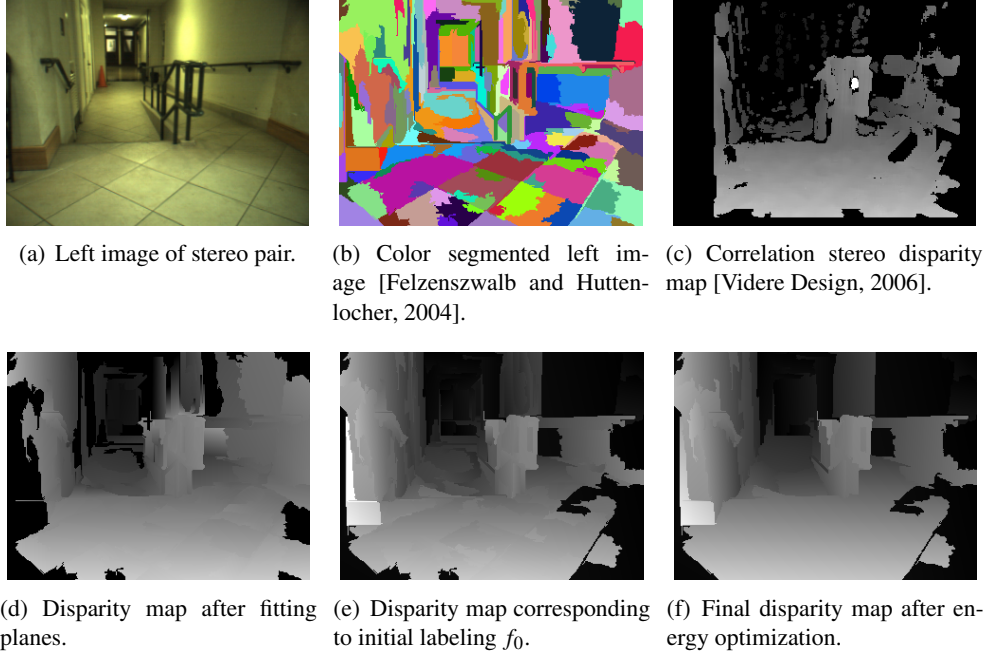 (a) Left image of stereo pair.
(b) Color segmented left im-
age [Felzenszwalb and Hutten-
locher, 2004].
(c) Correlation stereo disparity
map [Videre Design, 2006].
(d) Disparity map after fitting
planes.
(e) Disparity map corresponding
to initial labeling f₀.
(f) Final disparity map after en-
ergy optimization.